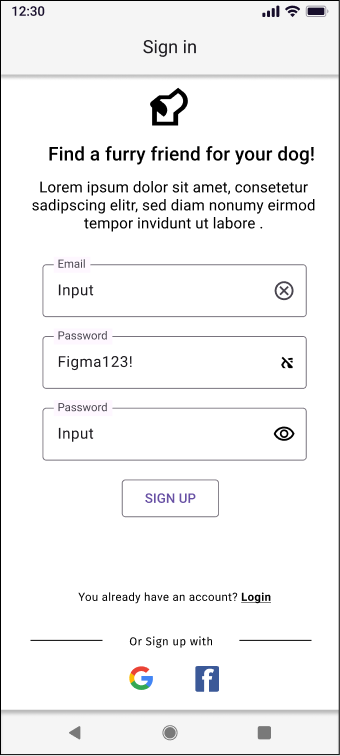 12:30
Sign in
Find a furry friend for your dog!
Lorem ipsum dolor sit amet, consetetur
sadipscing elitr, sed diam nonumy eirmod
tempor invidunt ut labore .
Email
Input
Password
Figma123!
Password
Input
SIGN UP
You already have an account? Login
Or Sign up with